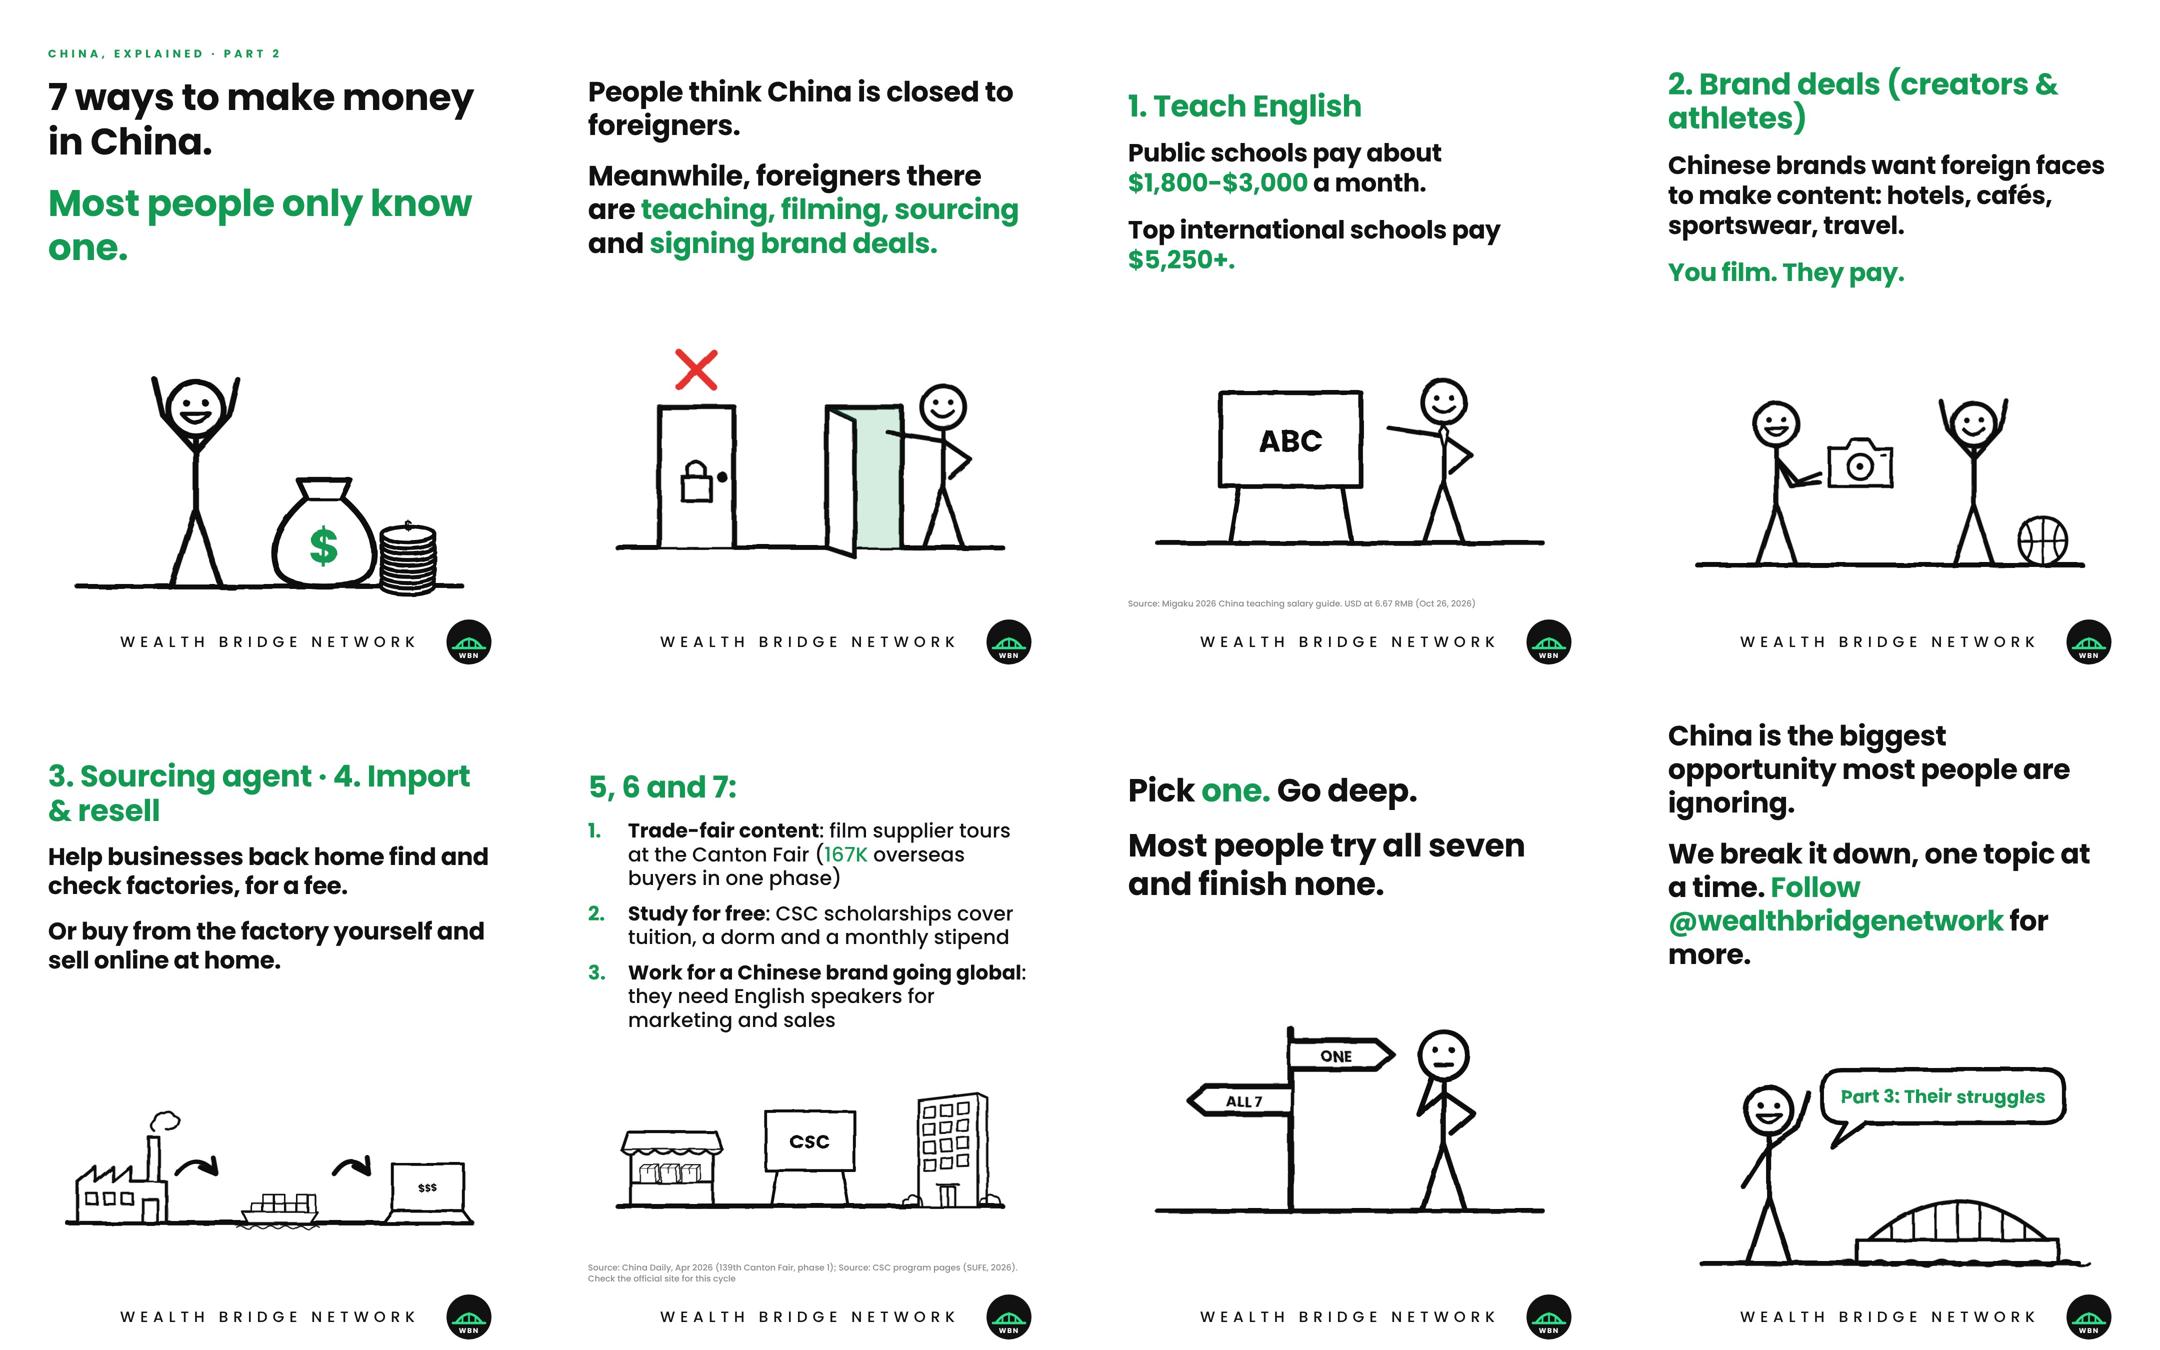 CHINA, EXPLAINED · PART 2
7 ways to make money
in China.
Most people only know
one.
$
$
WEALTH BRIDGE NETWORK
WBN
People think China is closed to
foreigners.
Meanwhile, foreigners there
are teaching, filming, sourcing
and signing brand deals.
WEALTH BRIDGE NETWORK
WBN
1. Teach English
Public schools pay about
$1,800-$3,000 a month.
Top international schools pay
$5,250+.
ABC
Source: Migaku 2026 China teaching salary guide. USD at 6.67 RMB (Oct 26, 2026)
WEALTH BRIDGE NETWORK
WBN
2. Brand deals (creators &
athletes)
Chinese brands want foreign faces
to make content: hotels, cafés,
sportswear, travel.
You film. They pay.
WEALTH BRIDGE NETWORK
WBN
3. Sourcing agent · 4. Import
& resell
Help businesses back home find and
check factories, for a fee.
Or buy from the factory yourself and
sell online at home.
$$$
WEALTH BRIDGE NETWORK
WBN
5, 6 and 7:
1. Trade-fair content: film supplier tours
at the Canton Fair (167K overseas
buyers in one phase)
2. Study for free: CSC scholarships cover
tuition, a dorm and a monthly stipend
3. Work for a Chinese brand going global:
they need English speakers for
marketing and sales
CSC
Source: China Daily, Apr 2026 (139th Canton Fair, phase 1); Source: CSC program pages (SUFE, 2026).
Check the official site for this cycle
WEALTH BRIDGE NETWORK
WBN
Pick one. Go deep.
Most people try all seven
and finish none.
ONE
ALL 7
WEALTH BRIDGE NETWORK
WBN
China is the biggest
opportunity most people are
ignoring.
We break it down, one topic at
a time. Follow
@wealthbridgenetwork for
more.
Part 3: Their struggles
WEALTH BRIDGE NETWORK
WBN